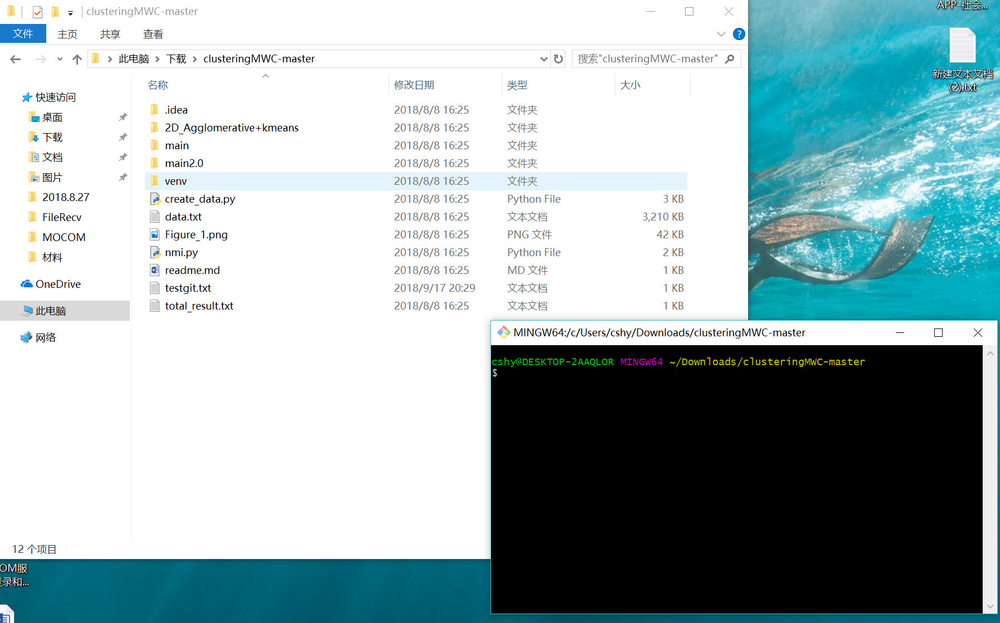 clusteringMWC-master
文件 主页 共享 查看
此电脑 下载 clusteringMWC-master
搜索"clusteringMWC-master"
快速访问
桌面
下载
文档
图片
2018.8.27
FileRecv
MOCOM
材料
OneDrive
此电脑
网络
名称 修改日期 类型 大小
.idea 2018/8/8 16:25 文件夹
2D_Agglomerative+kmeans 2018/8/8 16:25 文件夹
main 2018/8/8 16:25 文件夹
main2.0 2018/8/8 16:25 文件夹
venv 2018/8/8 16:25 文件夹
create_data.py 2018/8/8 16:25 Python File 3 KB
data.txt 2018/8/8 16:25 文本文档 3,210 KB
Figure_1.png 2018/8/8 16:25 PNG 文件 42 KB
nmi.py 2018/8/8 16:25 Python File 2 KB
readme.md 2018/8/8 16:25 MD 文件 1 KB
testgit.txt 2018/9/17 20:29 文本文档 1 KB
total_result.txt 2018/8/8 16:25 文本文档 1 KB
12 个项目
APP-社会...
新建文本文档
(2).txt
MINGW64:/c/Users/cshy/Downloads/clusteringMWC-master
cshy@DESKTOP-2AAQLOR MINGW64 ~/Downloads/clusteringMWC-master
$
OM服
录和...